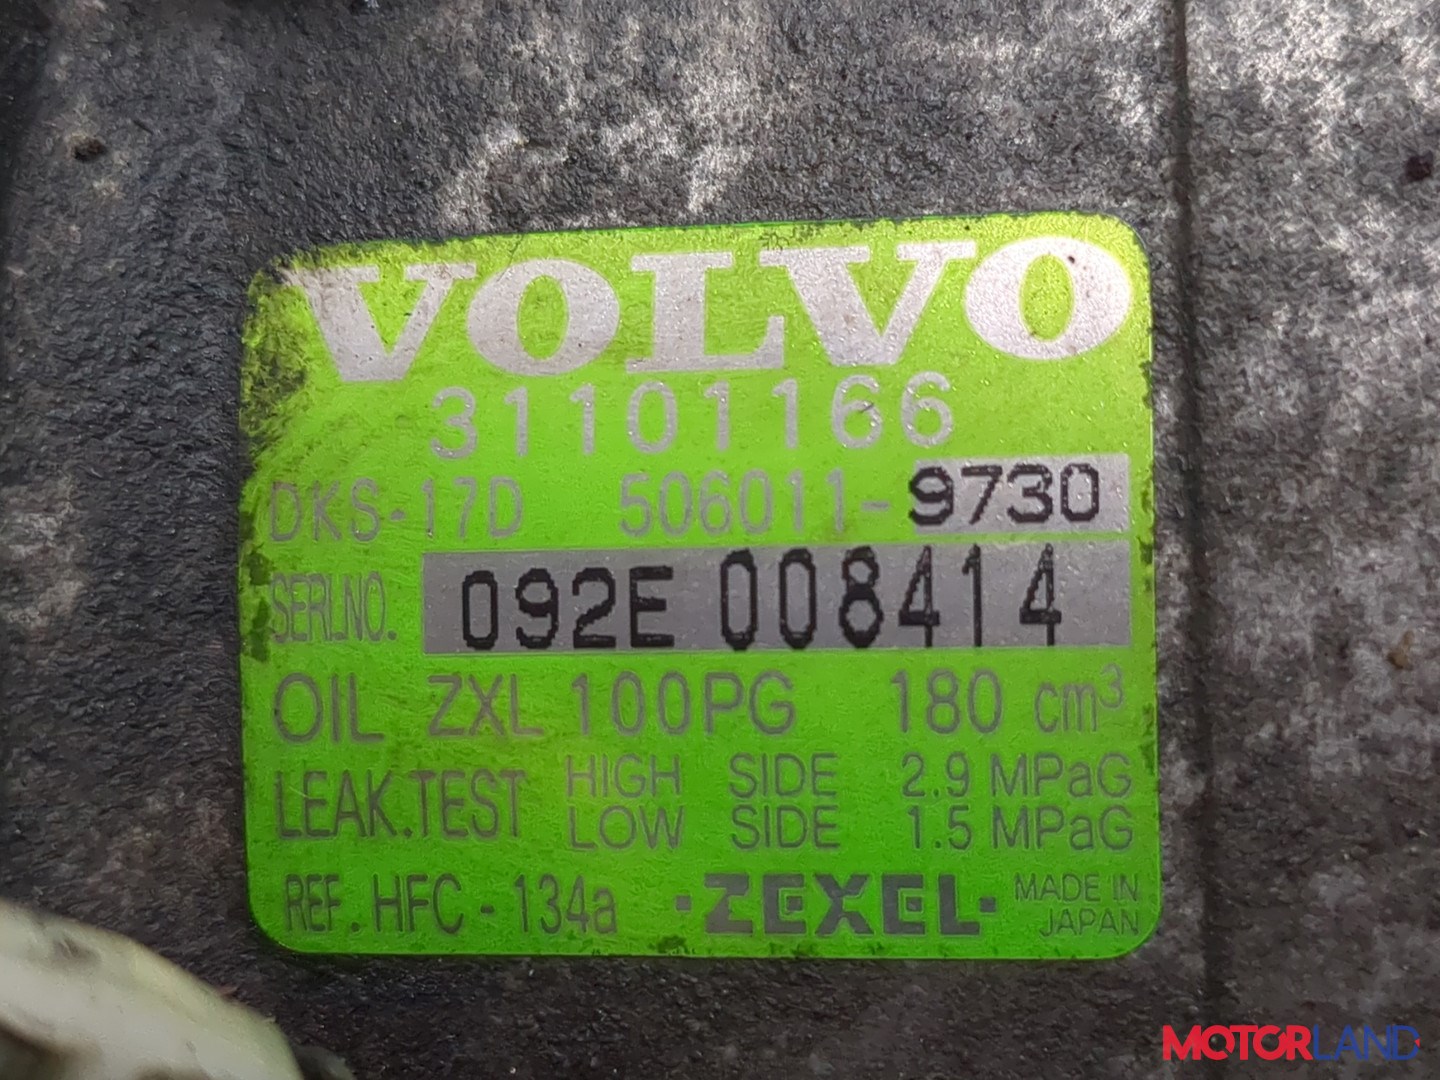 VOLVO
31101166
DKS-17D 506011-9730
SERI.NO. 092E 008414
OIL ZXL 100PG 180 cm³
LEAK.TEST HIGH SIDE 2.9 MPaG
LOW SIDE 1.5 MPaG
REF. HFC-134a ·ZEXEL· MADE IN JAPAN
MOTORLAND